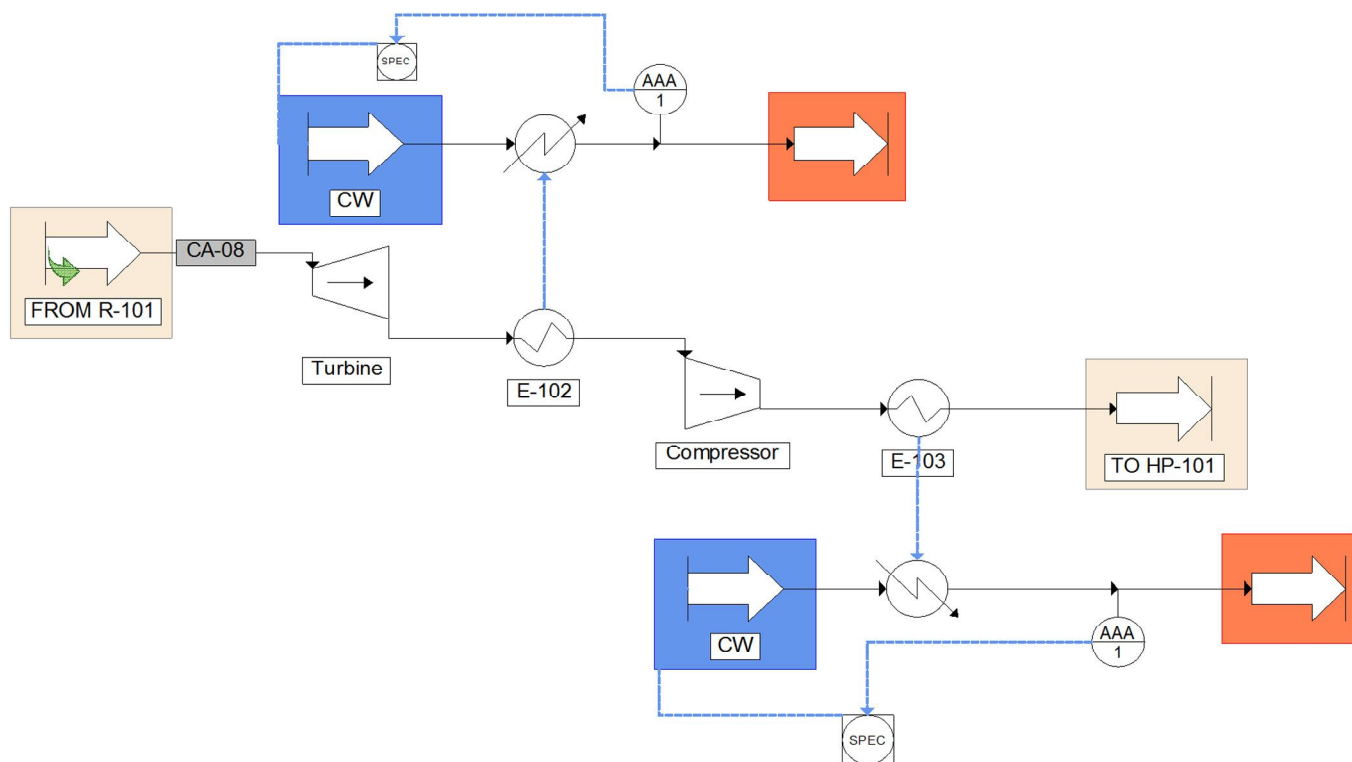 SPEC
AAA
1
CW
CA-08
FROM R-101
Turbine
E-102
Compressor
E-103
TO HP-101
CW
AAA
1
SPEC